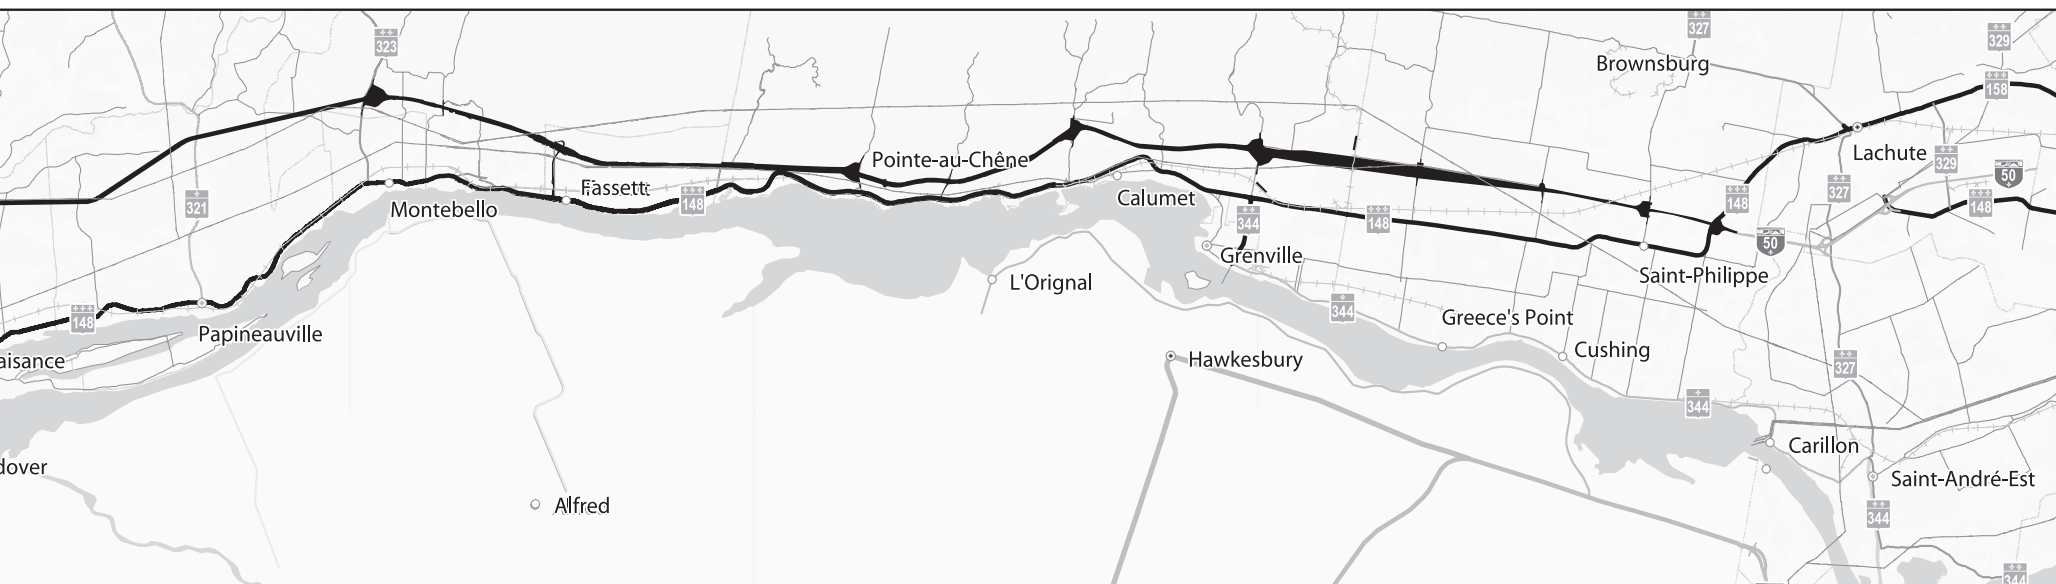 327
323
329
Brownsburg
158
Lachute
Pointe-au-Chêne
329
50
Fassett
148
327
148
148
321
Calumet
344
148
Montebello
50
Grenville
L'Orignal
Saint-Philippe
344
148
Greece's Point
Papineauville
Cushing
aisance
Hawkesbury
327
344
Carillon
dover
Saint-André-Est
Alfred
344
344